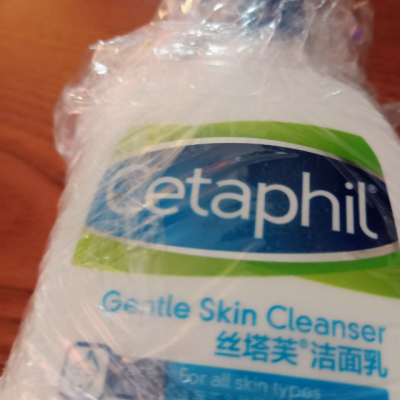 Cetaphil®
Gentle Skin Cleanser
丝塔芙®洁面乳
For all skin types